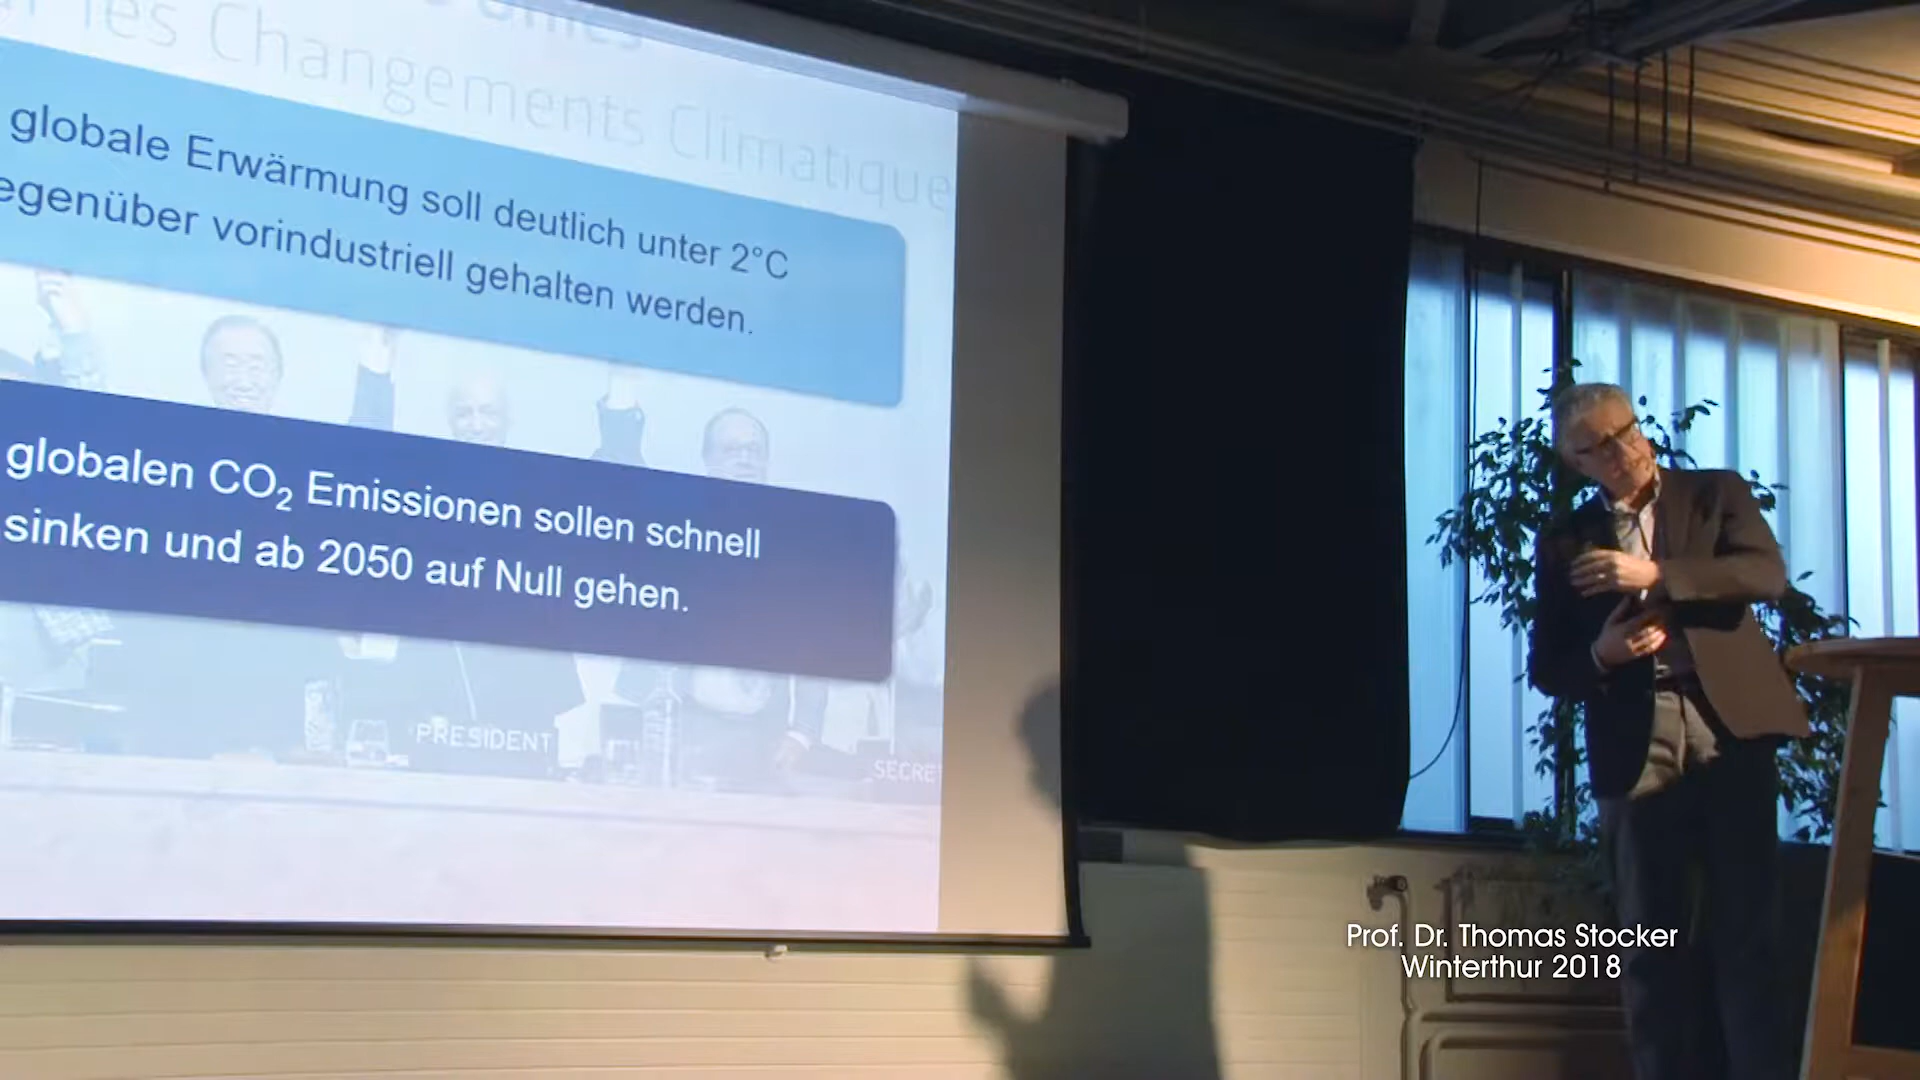 les Changements Climatique
globale Erwärmung soll deutlich unter 2°C
egenüber vorindustriell gehalten werden.
globalen CO₂ Emissionen sollen schnell
sinken und ab 2050 auf Null gehen.
PRESIDENT
SECRE
Prof. Dr. Thomas Stocker
Winterthur 2018